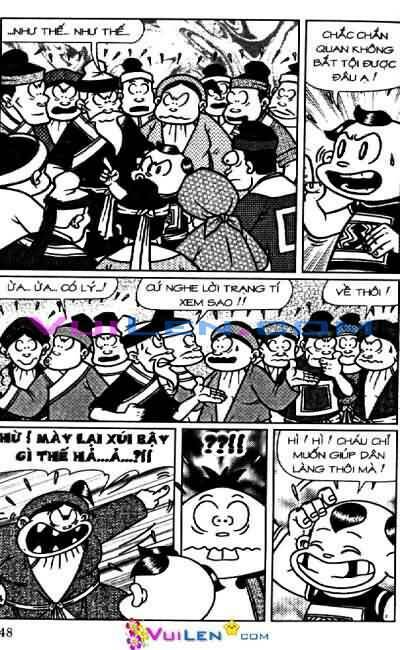 ...NHƯ THẾ... NHƯ THẾ...
CHẮC CHẮN
QUAN KHÔNG
BẮT TỘI ĐƯỢC
ĐÂU Ạ!
ỪA... ỪA... CÓ LÝ...!
CỨ NGHE LỜI TRẠNG TÍ
XEM SAO!!
VỀ THÔI!
VUILEN.COM
HỪ! MÀY LẠI XÚI BẬY
GÌ THẾ HẢ...Ả...?!!
??!!
HÌ! HÌ! CHÁU CHỈ
MUỐN GIÚP DÂN
LÀNG THÔI MÀ!
48
VUILEN.COM